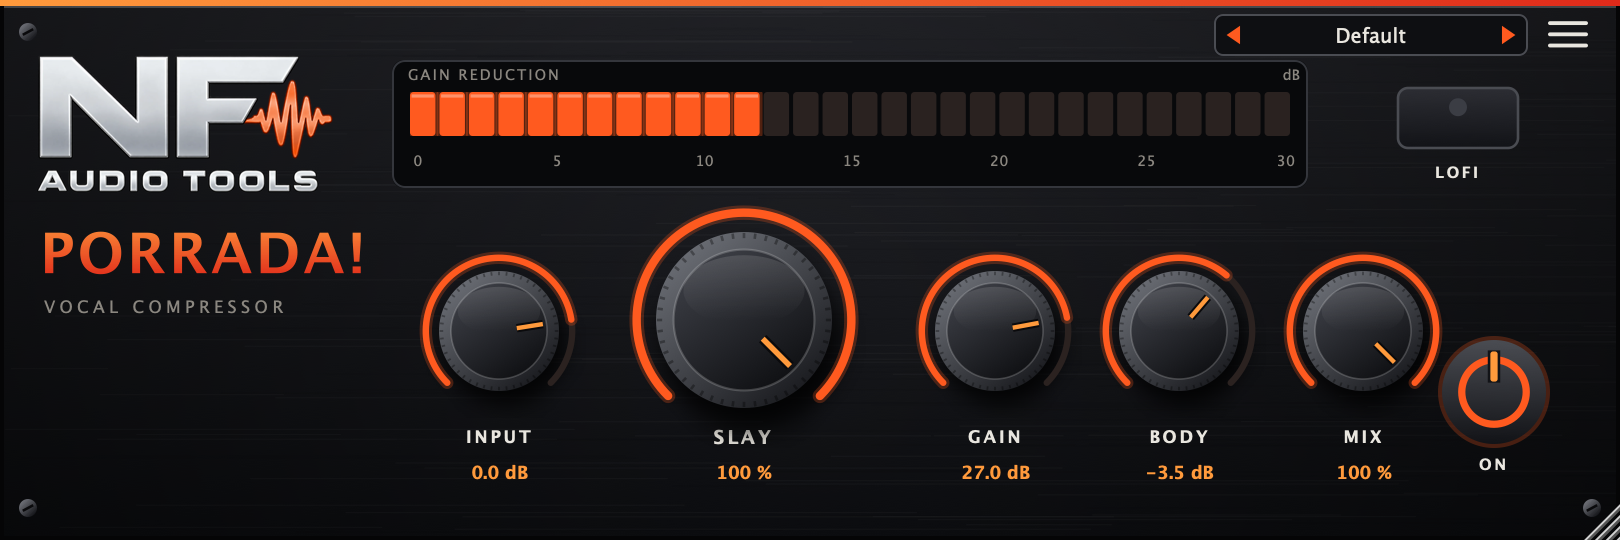 Default
GAIN REDUCTION dB
0 5 10 15 20 25 30
LOFI
NF
AUDIO TOOLS
PORRADA!
VOCAL COMPRESSOR
INPUT SLAY GAIN BODY MIX
0.0 dB 100 % 27.0 dB -3.5 dB 100 %
ON